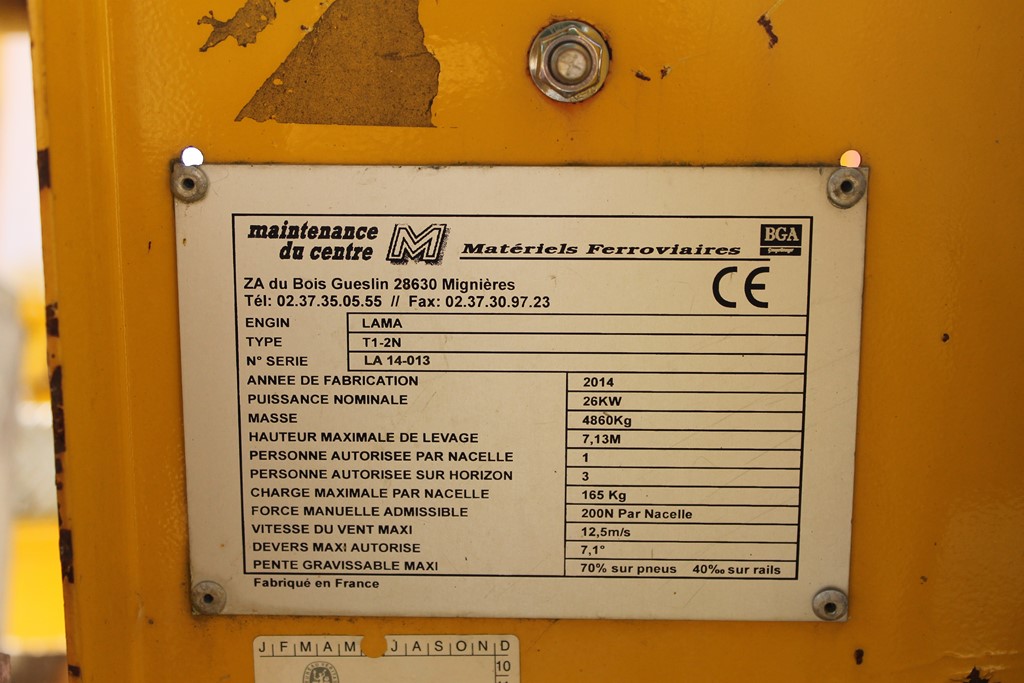 maintenance
du centre
M
Matériels Ferroviaires
BGA
CE
ZA du Bois Gueslin 28630 Mignières
Tél: 02.37.35.05.55 // Fax: 02.37.30.97.23
ENGIN LAMA
TYPE T1-2N
N° SERIE LA 14-013
ANNEE DE FABRICATION 2014
PUISSANCE NOMINALE 26KW
MASSE 4860Kg
HAUTEUR MAXIMALE DE LEVAGE 7,13M
PERSONNE AUTORISEE PAR NACELLE 1
PERSONNE AUTORISEE SUR HORIZON 3
CHARGE MAXIMALE PAR NACELLE 165 Kg
FORCE MANUELLE ADMISSIBLE 200N Par Nacelle
VITESSE DU VENT MAXI 12,5m/s
DEVERS MAXI AUTORISE 7,1°
PENTE GRAVISSABLE MAXI 70% sur pneus 40‰ sur rails
Fabriqué en France
J F M A M J A S O N D
10